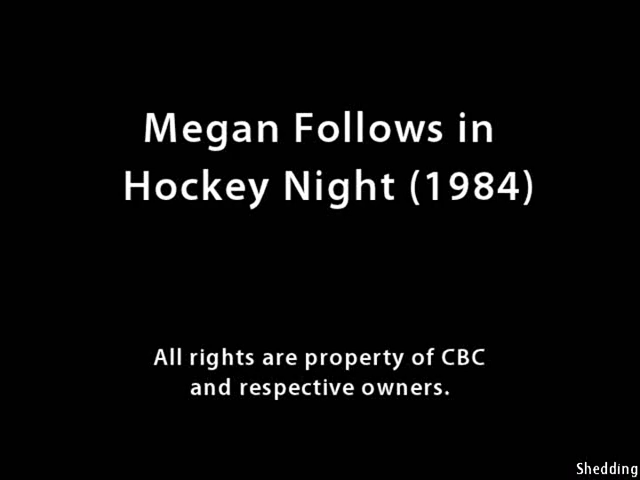 Megan Follows in
Hockey Night (1984)
All rights are property of CBC
and respective owners.
Shedding